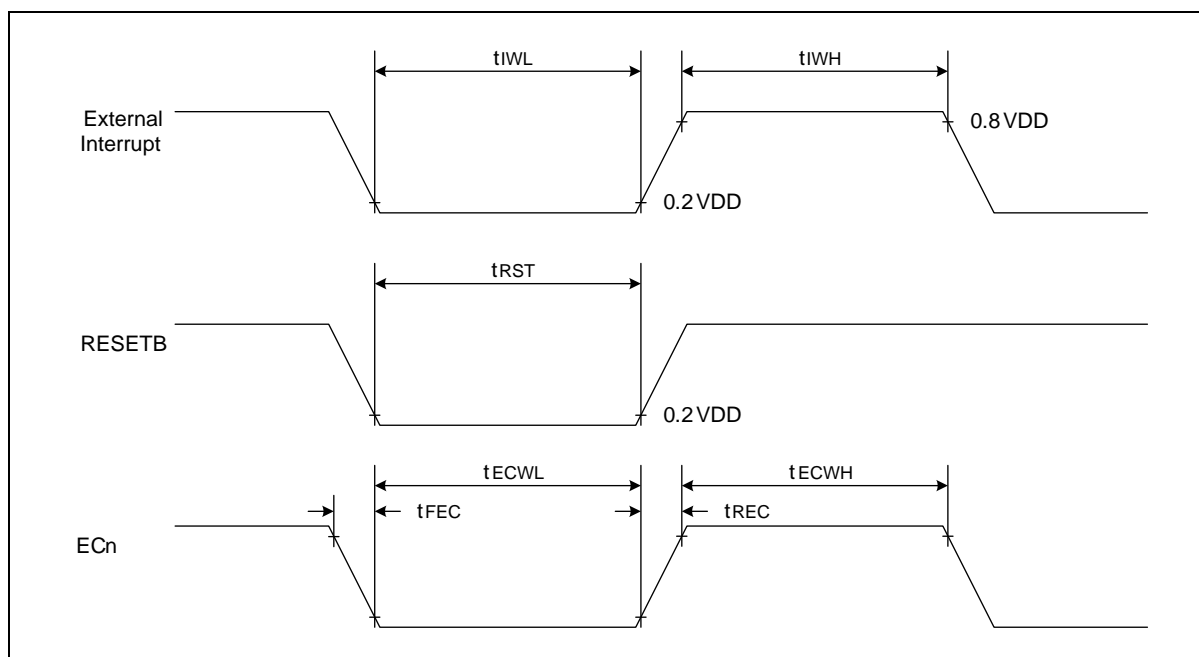 tIWL
tIWH
External
Interrupt
0.8 VDD
0.2 VDD
tRST
RESETB
0.2 VDD
tECWL
tECWH
tFEC
tREC
ECn